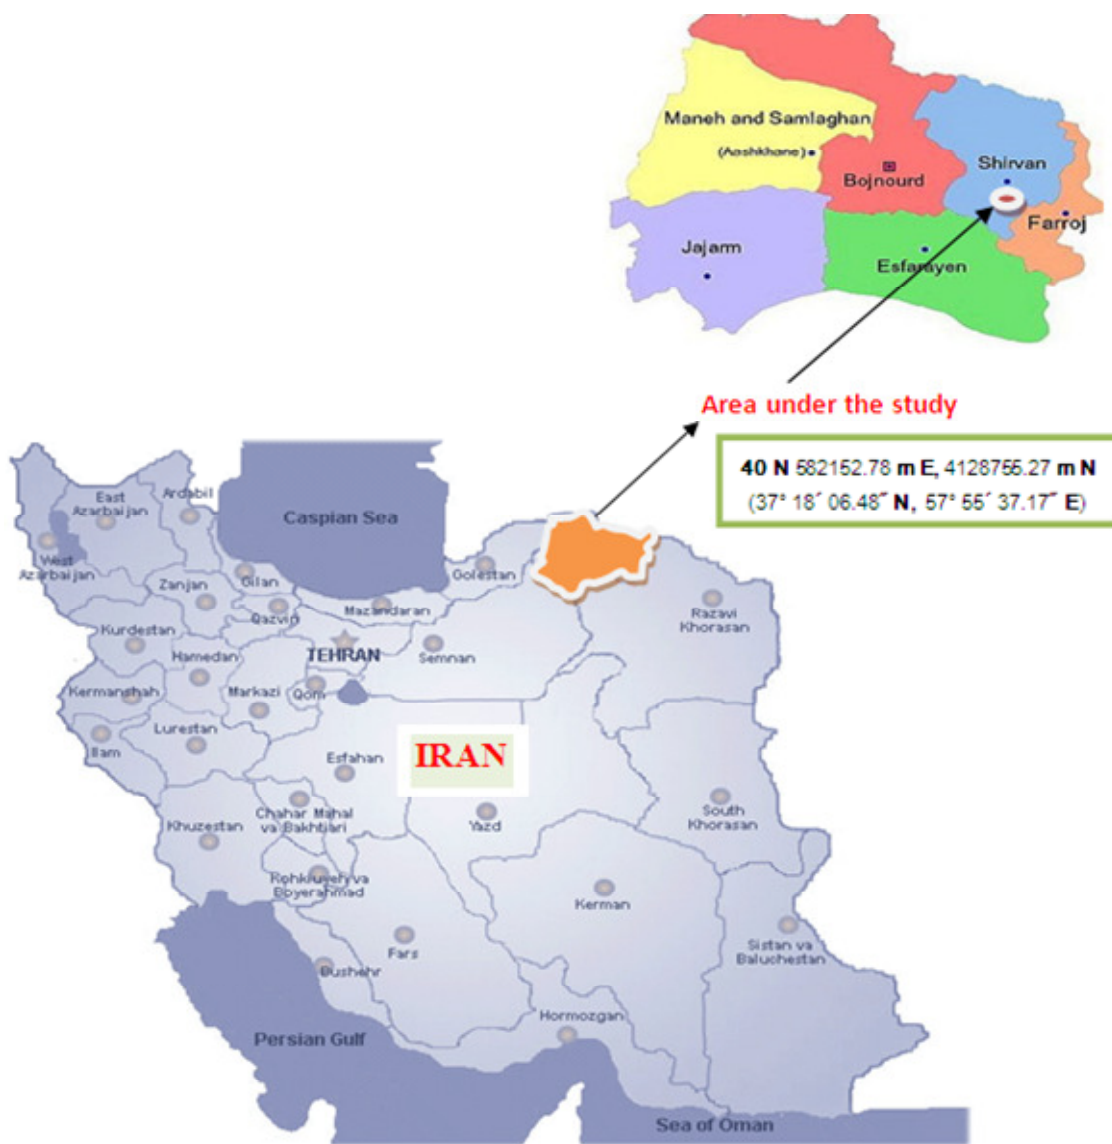 Maneh and Samlaghan
(Aashkhane)
Shirvan
Bojnourd
Farroj
Jajarm
Esfarayen
Area under the study
40 N 582152.78 m E, 4128755.27 m N
(37° 18′ 06.48″ N, 57° 55′ 37.17″ E)
East
Azarbaijan
Ardabil
Caspian Sea
West
Azarbaijan
Gilan
Golestan
Zanjan
Qazvin
Mazandaran
Razavi
Khorasan
Kurdestan
Hamedan
TEHRAN
Semnan
Kermanshah
Markazi
Qom
Lurestan
Ilam
IRAN
Esfahan
Chahar Mahal
va Bakhtiari
Yazd
South
Khorasan
Khuzestan
Kohkiluyeh va
Boyerahmad
Kerman
Fars
Sistan va
Baluchestan
Bushehr
Hormozgan
Persian Gulf
Sea of Oman